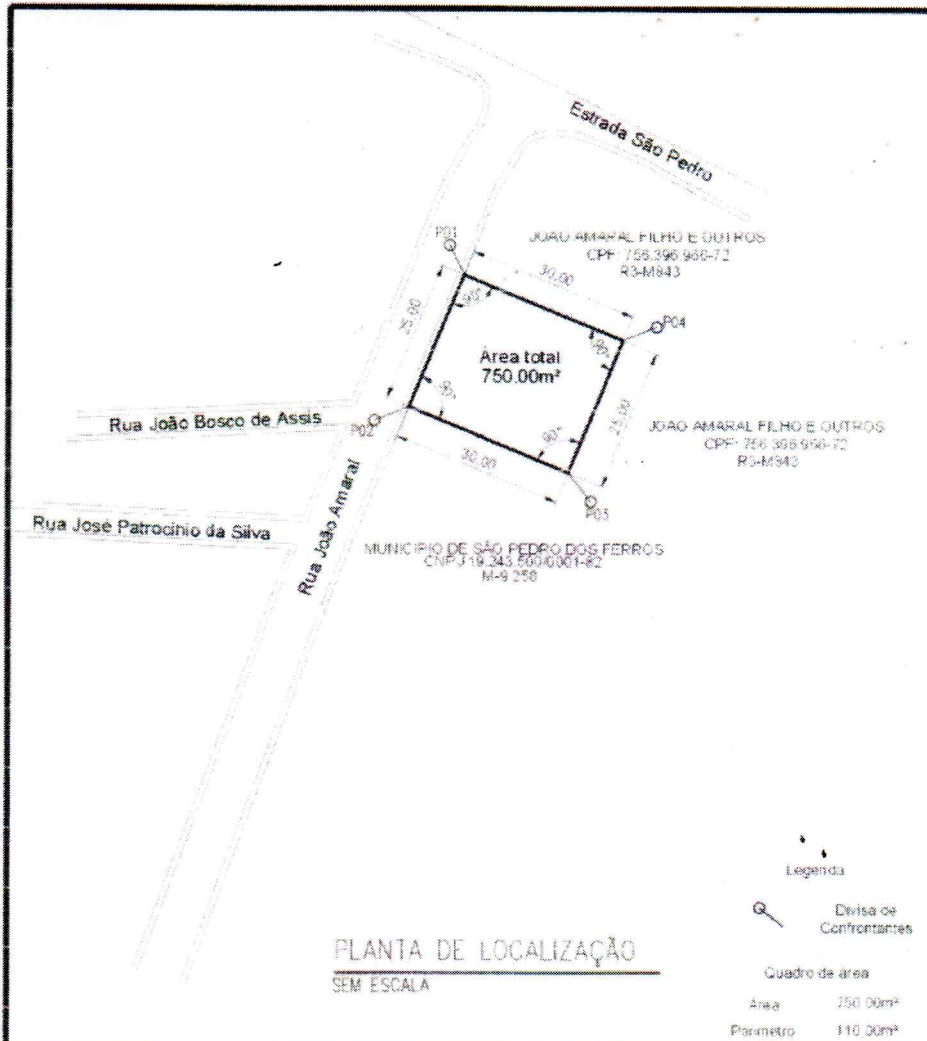 Estrada São Pedro
P01
JOAO AMARAL FILHO E OUTROS
CPF: 756.396.966-72
R3-M943
30.00
P04
25.00
90°
90°
Área total
750.00m²
90°
90°
25.00
JOAO AMARAL FILHO E OUTROS
CPF: 756.396.966-72
R3-M943
Rua João Bosco de Assis
P02
30.00
P03
Rua José Patrocinio da Silva
Rua João Amaral
MUNICIPIO DE SÃO PEDRO DOS FERROS
CNPJ 19.243.500/0001-82
M-9.258
Legenda
Divisa de
Confrontantes
PLANTA DE LOCALIZAÇÃO
SEM ESCALA
Quadro de área
Área 750.00m²
Perimetro 110.00m²